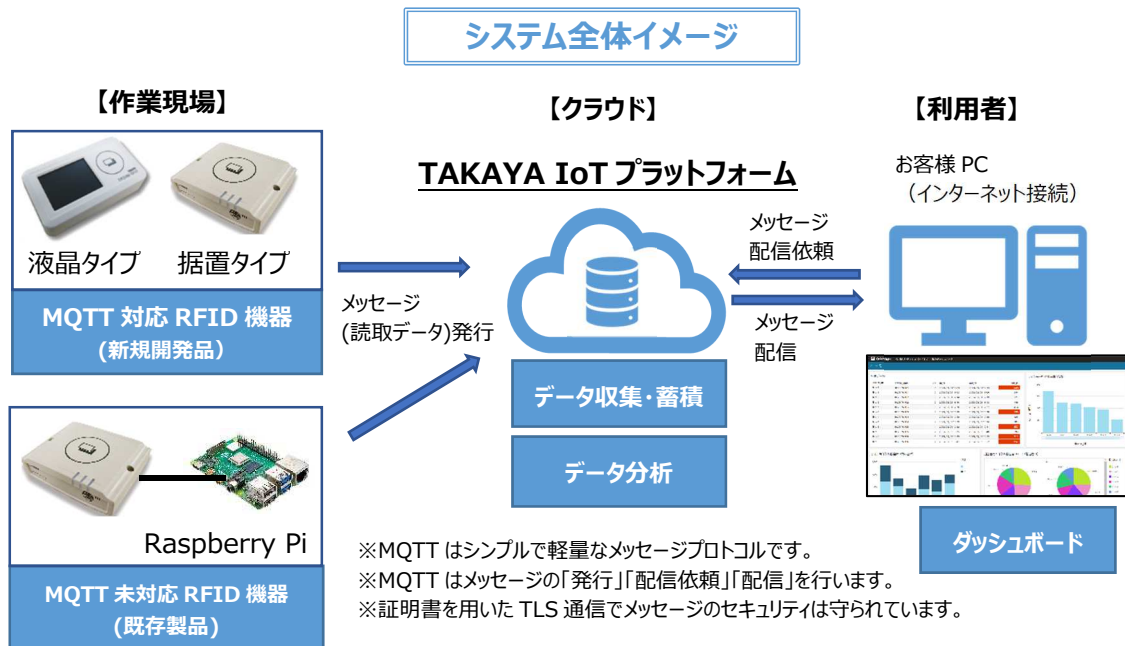 システム全体イメージ
【作業現場】
液晶タイプ 据置タイプ
MQTT 対応 RFID 機器
(新規開発品)
Raspberry Pi
MQTT 未対応 RFID 機器
(既存製品)
メッセージ
(読取データ)発行
【クラウド】
TAKAYA IoT プラットフォーム
データ収集・蓄積
データ分析
メッセージ
配信依頼
メッセージ
配信
【利用者】
お客様 PC
(インターネット接続)
ダッシュボード
※MQTT はシンプルで軽量なメッセージプロトコルです。
※MQTT はメッセージの「発行」「配信依頼」「配信」を行います。
※証明書を用いた TLS 通信でメッセージのセキュリティは守られています。